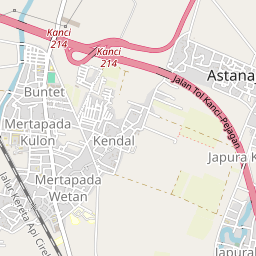 Kanci
214
Kanci
214
Jalan Tol Kanci-Pejagan
Astana
Buntet
Mertapada
Kulon
Kendal
Japura K
Mertapada
Wetan
Jalur Kereta Api Cire
Japura